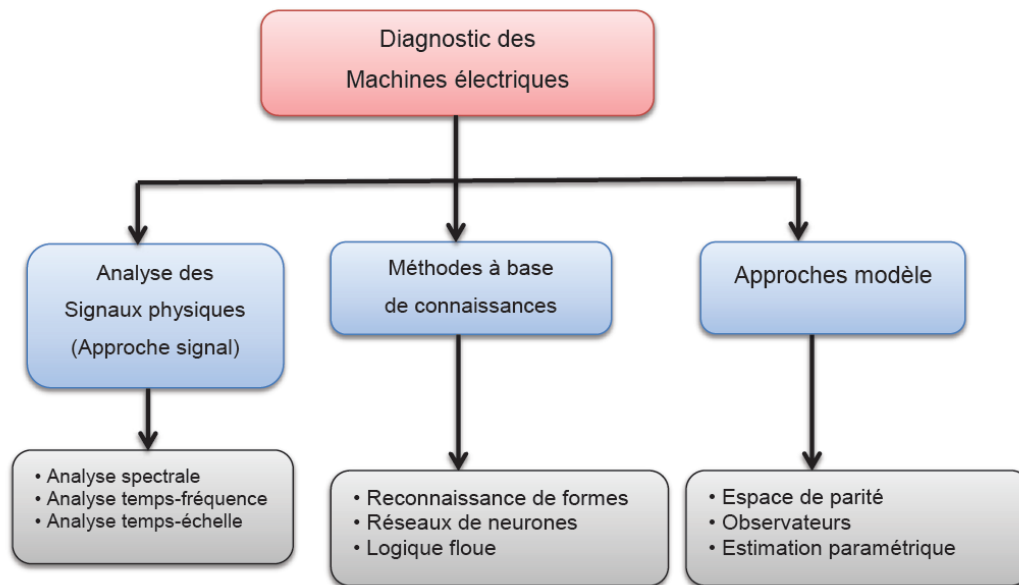 Diagnostic des
Machines électriques
Analyse des
Signaux physiques
(Approche signal)
Méthodes à base
de connaissances
Approches modèle
• Analyse spectrale
• Analyse temps-fréquence
• Analyse temps-échelle
• Reconnaissance de formes
• Réseaux de neurones
• Logique floue
• Espace de parité
• Observateurs
• Estimation paramétrique